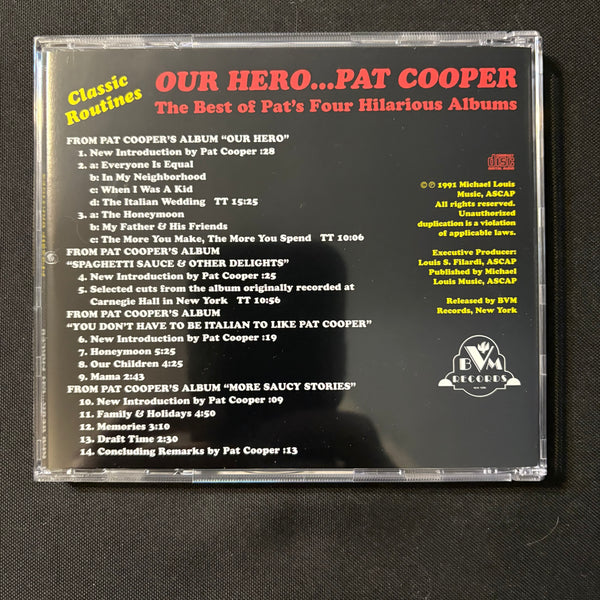 Classic
Routines
OUR HERO...PAT COOPER
The Best of Pat's Four Hilarious Albums
FROM PAT COOPER'S ALBUM "OUR HERO"
1. New Introduction by Pat Cooper :28
2. a: Everyone Is Equal
b: In My Neighborhood
c: When I Was A Kid
d: The Italian Wedding TT 15:25
3. a: The Honeymoon
b: My Father & His Friends
c: The More You Make, The More You Spend TT 10:06
FROM PAT COOPER'S ALBUM
"SPAGHETTI SAUCE & OTHER DELIGHTS"
4. New Introduction by Pat Cooper :25
5. Selected cuts from the album originally recorded at
Carnegie Hall in New York TT 10:56
FROM PAT COOPER'S ALBUM
"YOU DON'T HAVE TO BE ITALIAN TO LIKE PAT COOPER"
6. New Introduction by Pat Cooper :19
7. Honeymoon 5:25
8. Our Children 4:25
9. Mama 2:43
FROM PAT COOPER'S ALBUM "MORE SAUCY STORIES"
10. New Introduction by Pat Cooper :09
11. Family & Holidays 4:50
12. Memories 3:10
13. Draft Time 2:30
14. Concluding Remarks by Pat Cooper :13
COMPACT
disc
DIGITAL AUDIO
© ℗ 1991 Michael Louis
Music, ASCAP
All rights reserved.
Unauthorized
duplication is a violation
of applicable laws.
Executive Producer:
Louis S. Filardi, ASCAP
Published by Michael
Louis Music, ASCAP
Released by BVM
Records, New York
BVM
RECORDS